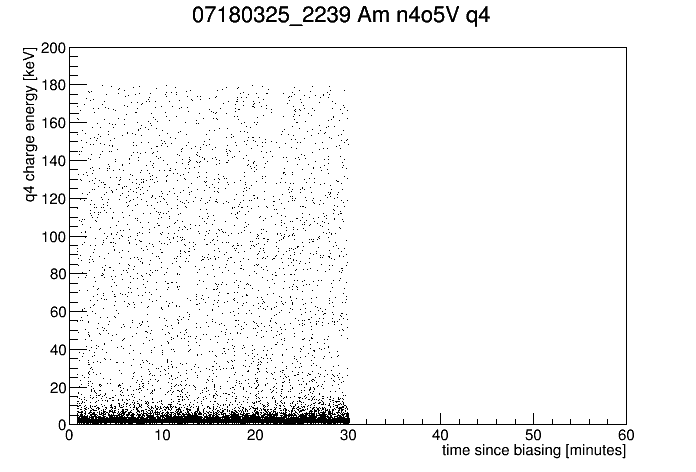 07180325_2239 Am n4o5V q4
q4 charge energy [keV]
200
180
160
140
120
100
80
60
40
20
0
0 10 20 30 40 50 60
time since biasing [minutes]